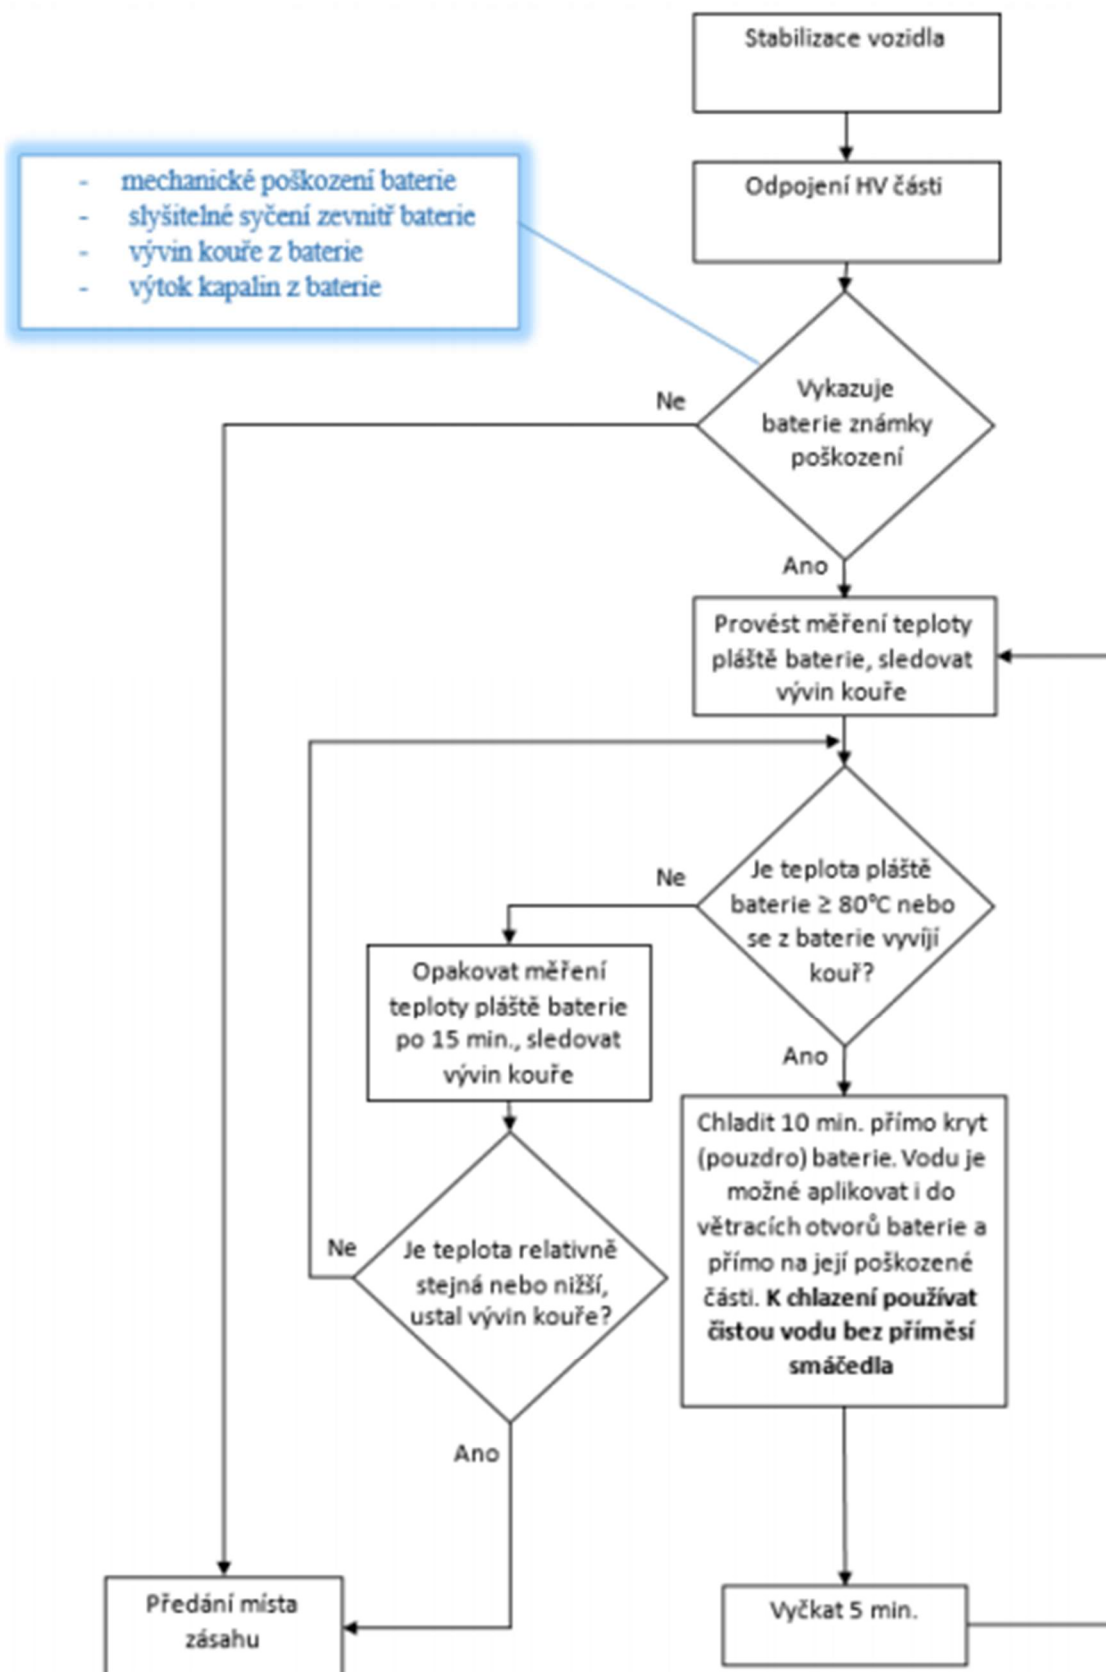 Stabilizace vozidla
Odpojení HV části
- mechanické poškození baterie
- slyšitelné syčení zevnitř baterie
- vývin kouře z baterie
- výtok kapalin z baterie
Vykazuje
baterie známky
poškození
Ne
Ano
Provést měření teploty
pláště baterie, sledovat
vývin kouře
Je teplota pláště
baterie ≥ 80°C nebo
se z baterie vyvíjí
kouř?
Ne
Ano
Opakovat měření
teploty pláště baterie
po 15 min., sledovat
vývin kouře
Chladit 10 min. přímo kryt
(pouzdro) baterie. Vodu je
možné aplikovat i do
větracích otvorů baterie a
přímo na její poškozené
části. K chlazení používat
čistou vodu bez příměsí
smáčedla
Je teplota relativně
stejná nebo nižší,
ustal vývin kouře?
Ne
Ano
Předání místa
zásahu
Vyčkat 5 min.